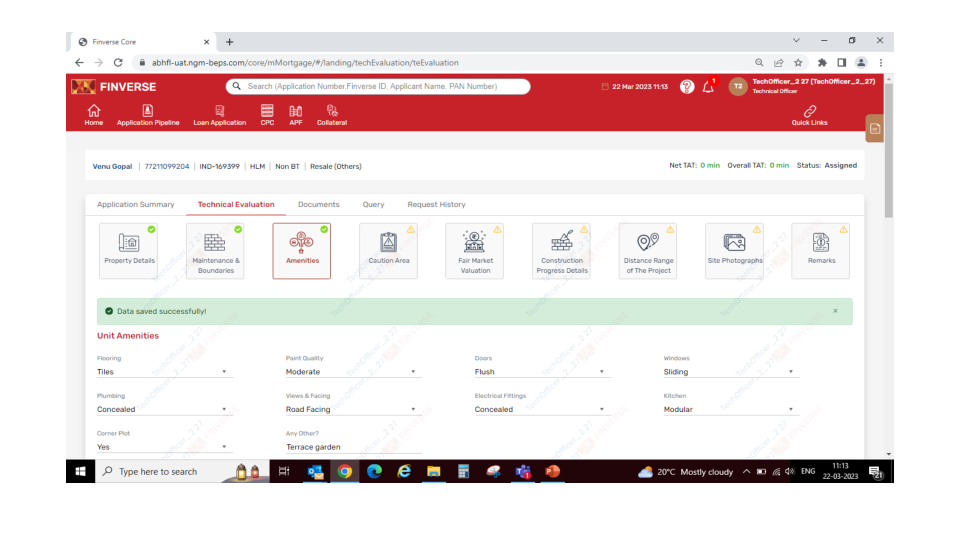 Finverse Core
abhfl-uat.ngm-beps.com/core/mMortgage/#/landing/techEvaluation/teEvaluation
FINVERSE
Search (Application Number,Finverse ID, Applicant Name, PAN Number)
22 Mar 2023 11:13
T2
TechOfficer_2 27 (TechOfficer_2_27)
Technical Officer
Home Application Pipeline Loan Application CPC APF Collateral Quick Links
Venu Gopal | 77211099204 | IND-169399 | HLM | Non BT | Resale (Others) Net TAT: 0 min Overall TAT: 0 min Status: Assigned
Application Summary Technical Evaluation Documents Query Request History
Property Details
Maintenance & Boundaries
Amenities
Caution Area
Fair Market Valuation
Construction Progress Details
Distance Range of The Project
Site Photographs
Remarks
Data saved successfully!
Unit Amenities
Flooring Paint Quality Doors Windows
Tiles Moderate Flush Sliding
Plumbing Views & Facing Electrical Fittings Kitchen
Concealed Road Facing Concealed Modular
Corner Plot Any Other?
Yes Terrace garden
Type here to search
20°C Mostly cloudy
ENG
11:13
22-03-2023
21